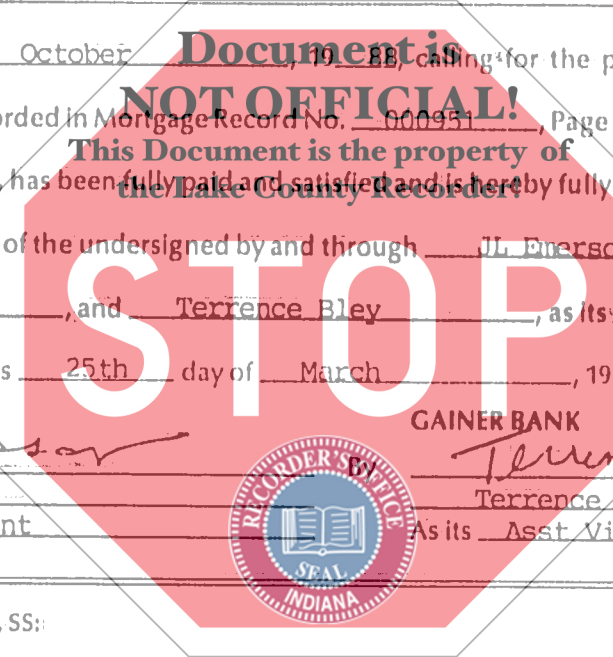 October Document is , 19 88, calling for the p
NOT OFFICIAL!
orded in Mortgage Record No. 000951 , Page
This Document is the property of
the Lake County Recorder!
, has been fully paid and satisfied and is hereby fully
of the undersigned by and through JL Emerso
STOP
, and Terrence Bley , as its
s 25th day of March , 19
GAINER BANK
By Terren
Terrence
nt As its Asst Vi
RECORDER'S OFFICE
SEAL
INDIANA
, SS: